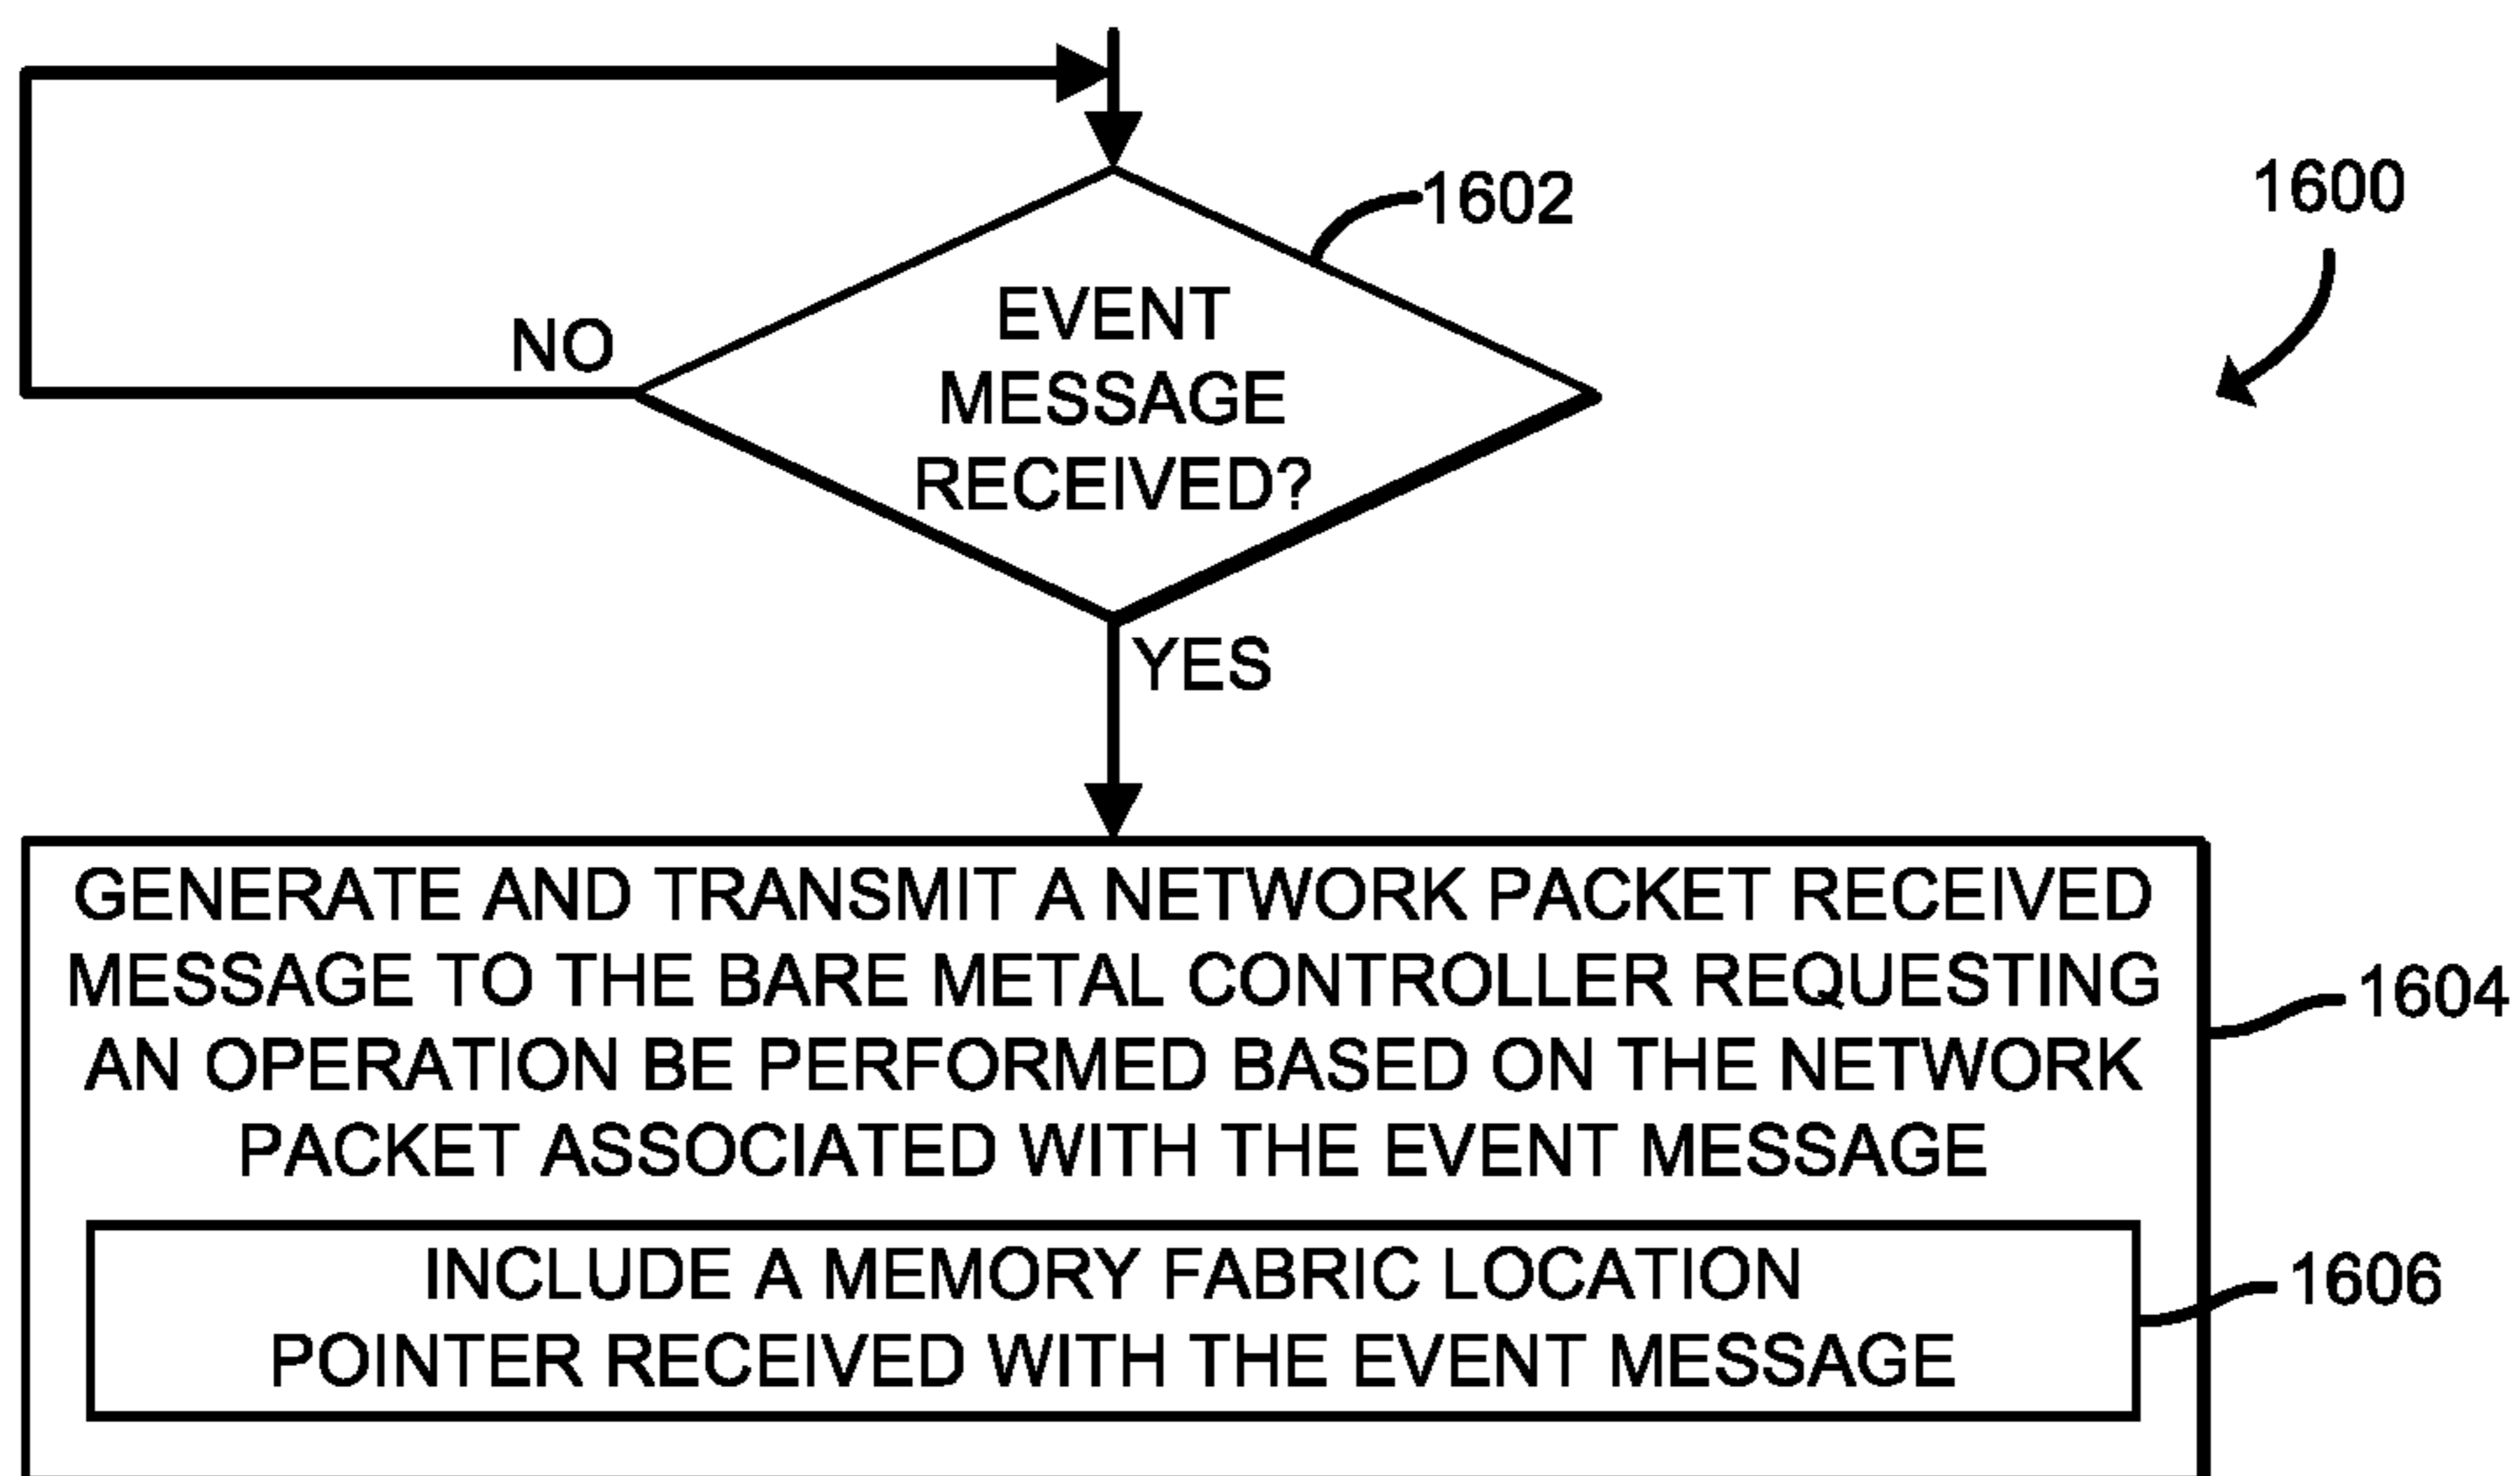 1602
1600
EVENT
MESSAGE
RECEIVED?
NO
YES
GENERATE AND TRANSMIT A NETWORK PACKET RECEIVED
MESSAGE TO THE BARE METAL CONTROLLER REQUESTING
AN OPERATION BE PERFORMED BASED ON THE NETWORK
PACKET ASSOCIATED WITH THE EVENT MESSAGE
1604
INCLUDE A MEMORY FABRIC LOCATION
POINTER RECEIVED WITH THE EVENT MESSAGE
1606